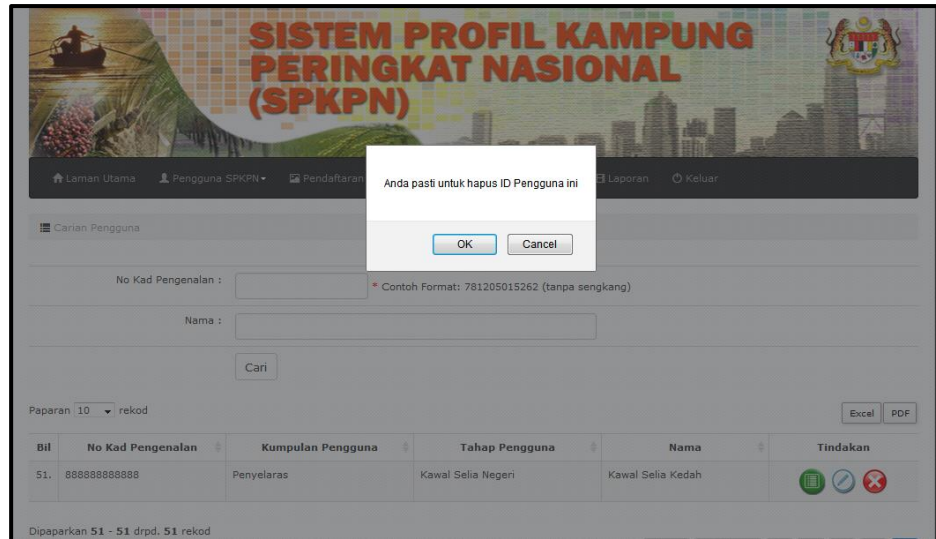 SISTEM PROFIL KAMPUNG
PERINGKAT NASIONAL
(SPKPN)
Laman Utama Pengguna SPKPN Pendaftaran Laporan Keluar
Anda pasti untuk hapus ID Pengguna ini
OK Cancel
Carian Pengguna
No Kad Pengenalan :
* Contoh Format: 781205015262 (tanpa sengkang)
Nama :
Cari
Paparan 10 rekod
Excel PDF
Bil No Kad Pengenalan Kumpulan Pengguna Tahap Pengguna Nama Tindakan
51. 888888888888 Penyelaras Kawal Selia Negeri Kawal Selia Kedah
Dipaparkan 51 - 51 drpd. 51 rekod